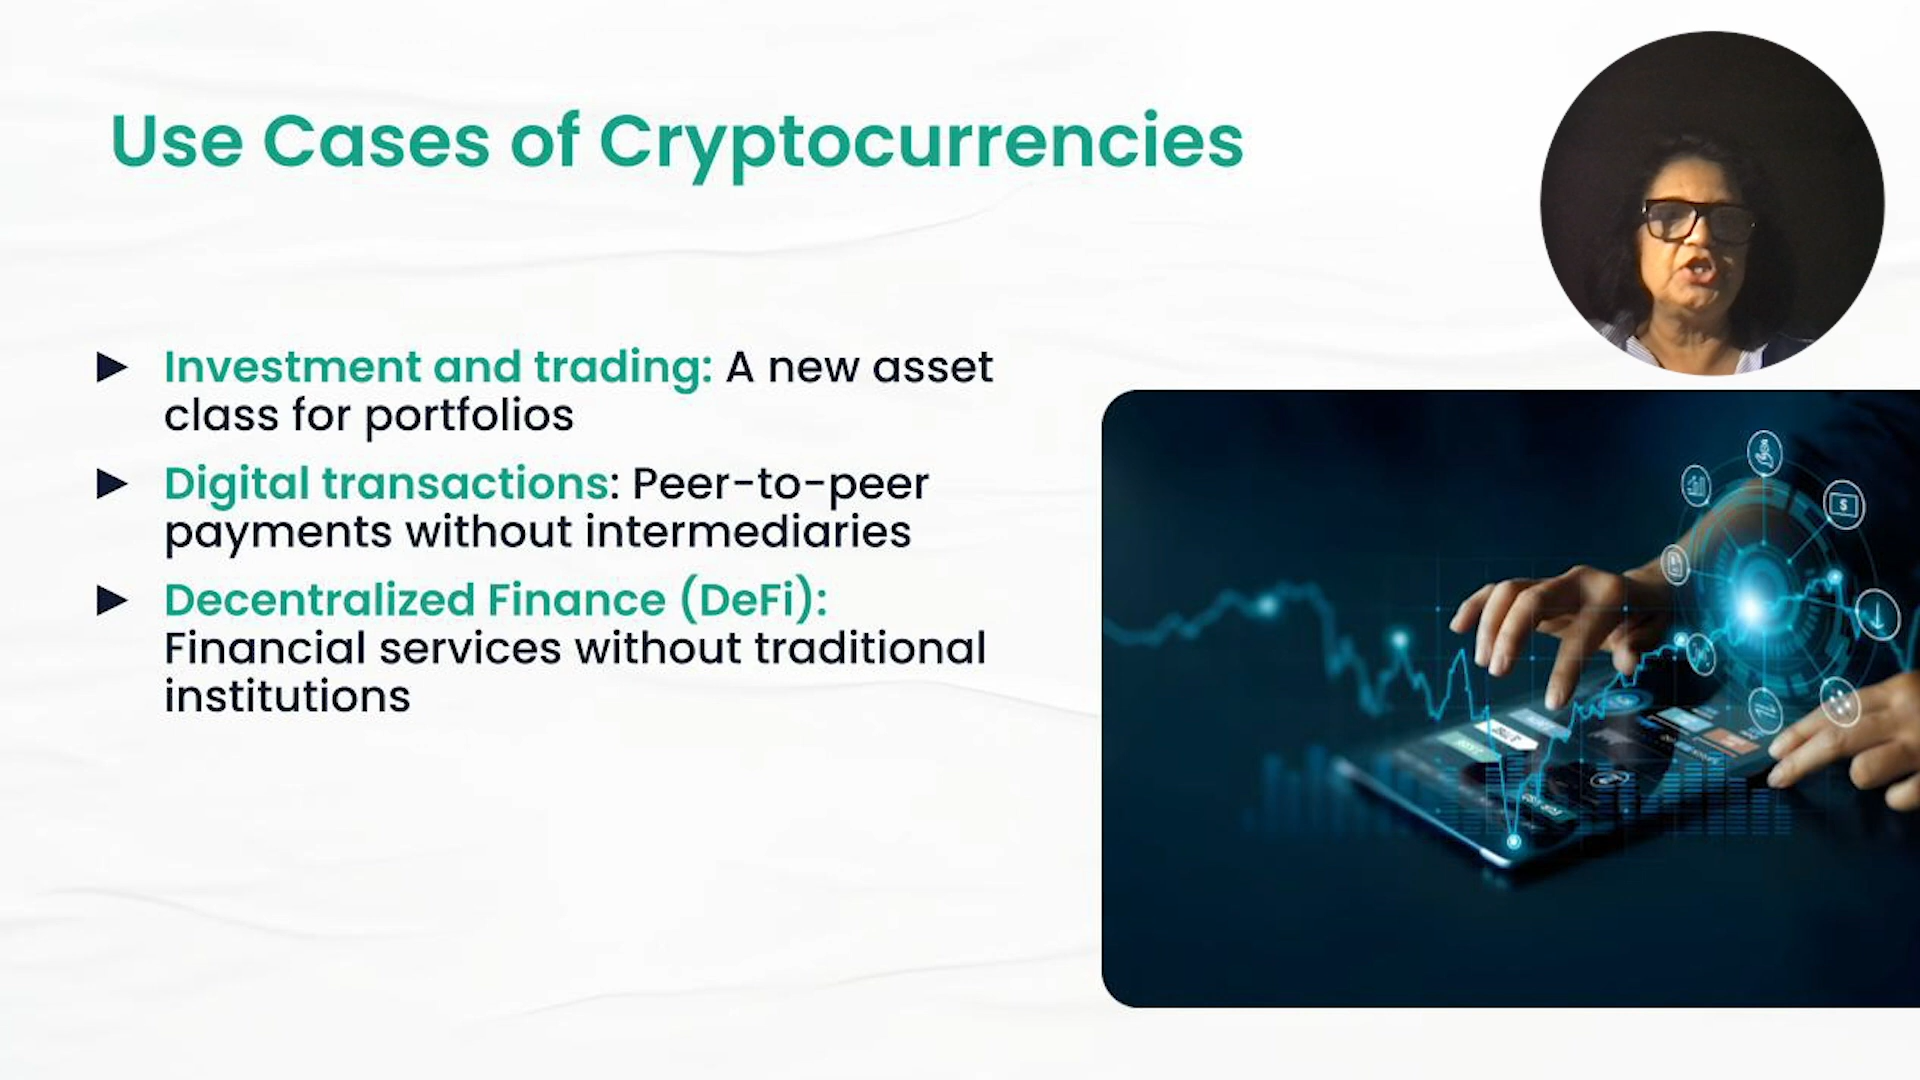 Use Cases of Cryptocurrencies
Investment and trading: A new asset
class for portfolios
Digital transactions: Peer-to-peer
payments without intermediaries
Decentralized Finance (DeFi):
Financial services without traditional
institutions